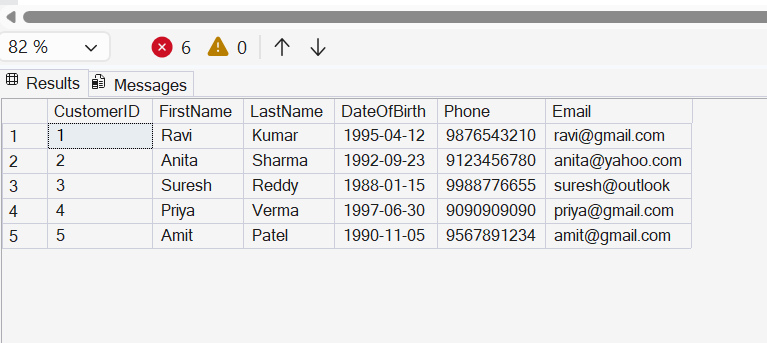 82 % 6 0
Results Messages
CustomerID FirstName LastName DateOfBirth Phone Email
1 1 Ravi Kumar 1995-04-12 9876543210 ravi@gmail.com
2 2 Anita Sharma 1992-09-23 9123456780 anita@yahoo.com
3 3 Suresh Reddy 1988-01-15 9988776655 suresh@outlook
4 4 Priya Verma 1997-06-30 9090909090 priya@gmail.com
5 5 Amit Patel 1990-11-05 9567891234 amit@gmail.com